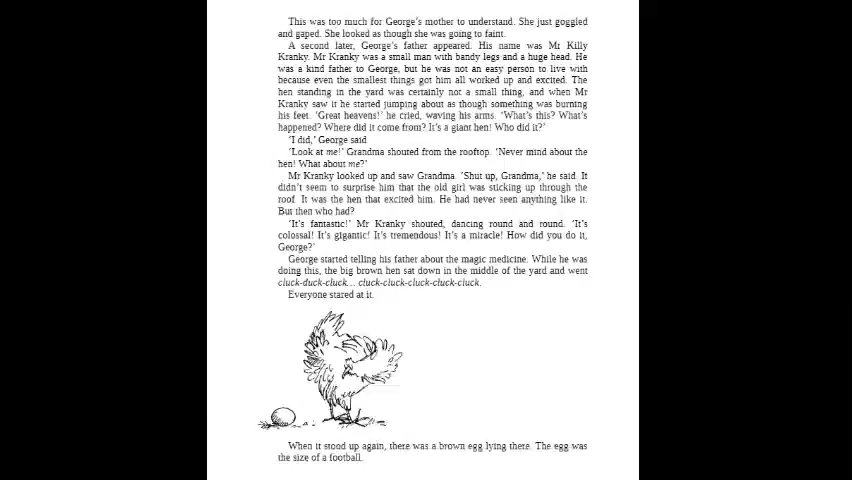 This was too much for George's mother to understand. She just goggled
and gaped. She looked as though she was going to faint.
A second later, George's father appeared. His name was Mr Killy
Kranky. Mr Kranky was a small man with bandy legs and a huge head. He
was a kind father to George, but he was not an easy person to live with
because even the smallest things got him all worked up and excited. The
hen standing in the yard was certainly not a small thing, and when Mr
Kranky saw it he started jumping about as though something was burning
his feet. ‘Great heavens!’ he cried, waving his arms. ‘What's this? What's
happened? Where did it come from? It's a giant hen! Who did it?’
‘I did,’ George said
‘Look at me!’ Grandma shouted from the rooftop. ‘Never mind about the
hen! What about me?’
Mr Kranky looked up and saw Grandma. ‘Shut up, Grandma,’ he said. It
didn't seem to surprise him that the old girl was sticking up through the
roof. It was the hen that excited him. He had never seen anything like it.
But then who had?
‘It's fantastic!’ Mr Kranky shouted, dancing round and round. ‘It's
colossal! It's gigantic! It's tremendous! It's a miracle! How did you do it,
George?’
George started telling his father about the magic medicine. While he was
doing this, the big brown hen sat down in the middle of the yard and went
cluck-duck-cluck... cluck-cluck-cluck-cluck-cluck.
Everyone stared at it.
When it stood up again, there was a brown egg lying there. The egg was
the size of a football.